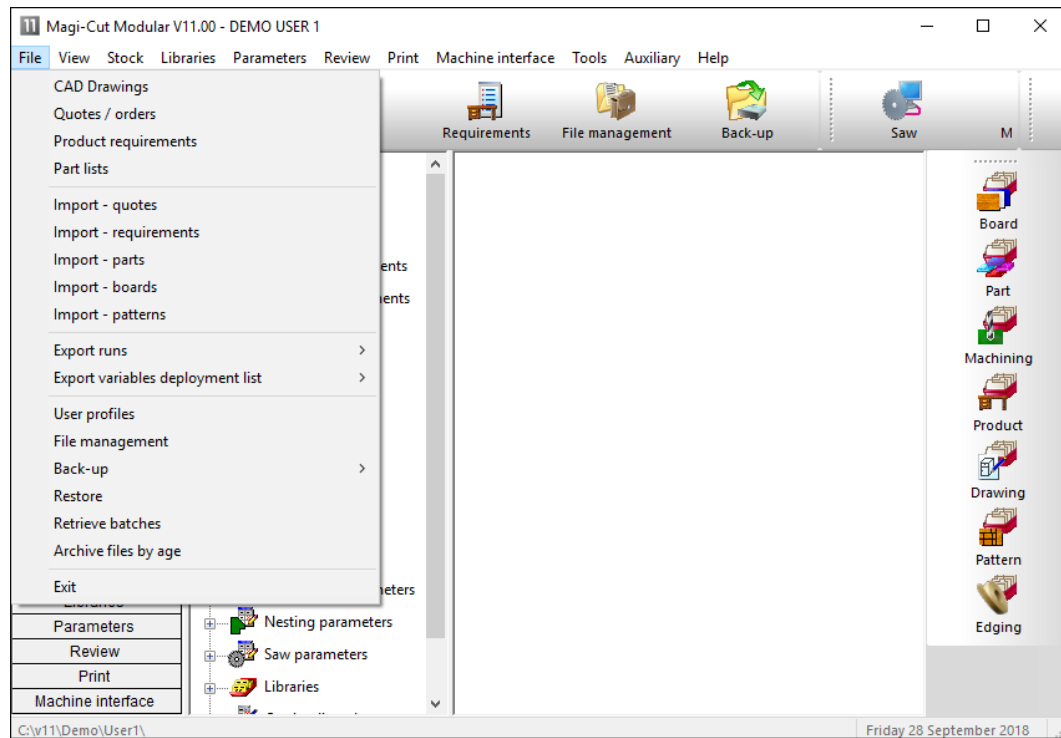 11 Magi-Cut Modular V11.00 - DEMO USER 1
File View Stock Libraries Parameters Review Print Machine interface Tools Auxiliary Help
CAD Drawings
Quotes / orders
Product requirements
Part lists
Import - quotes
Import - requirements
Import - parts
Import - boards
Import - patterns
Export runs
Export variables deployment list
User profiles
File management
Back-up
Restore
Retrieve batches
Archive files by age
Exit
Requirements File management Back-up Saw M
ents
ents
eters
Nesting parameters
Saw parameters
Libraries
Parameters
Review
Print
Machine interface
Board
Part
Machining
Product
Drawing
Pattern
Edging
C:\v11\Demo\User1\ Friday 28 September 2018